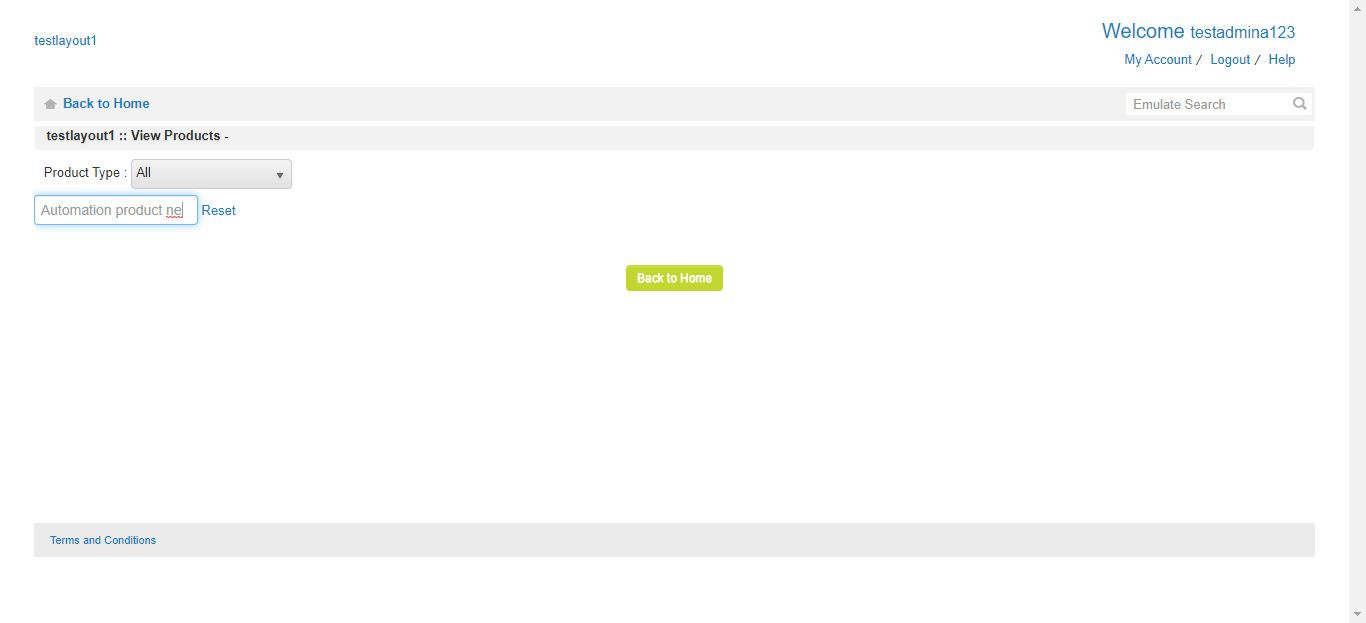 testlayout1
Welcome testadmina123
My Account / Logout / Help
Back to Home
Emulate Search
testlayout1 :: View Products -
Product Type : All
Automation product ne Reset
Back to Home
Terms and Conditions